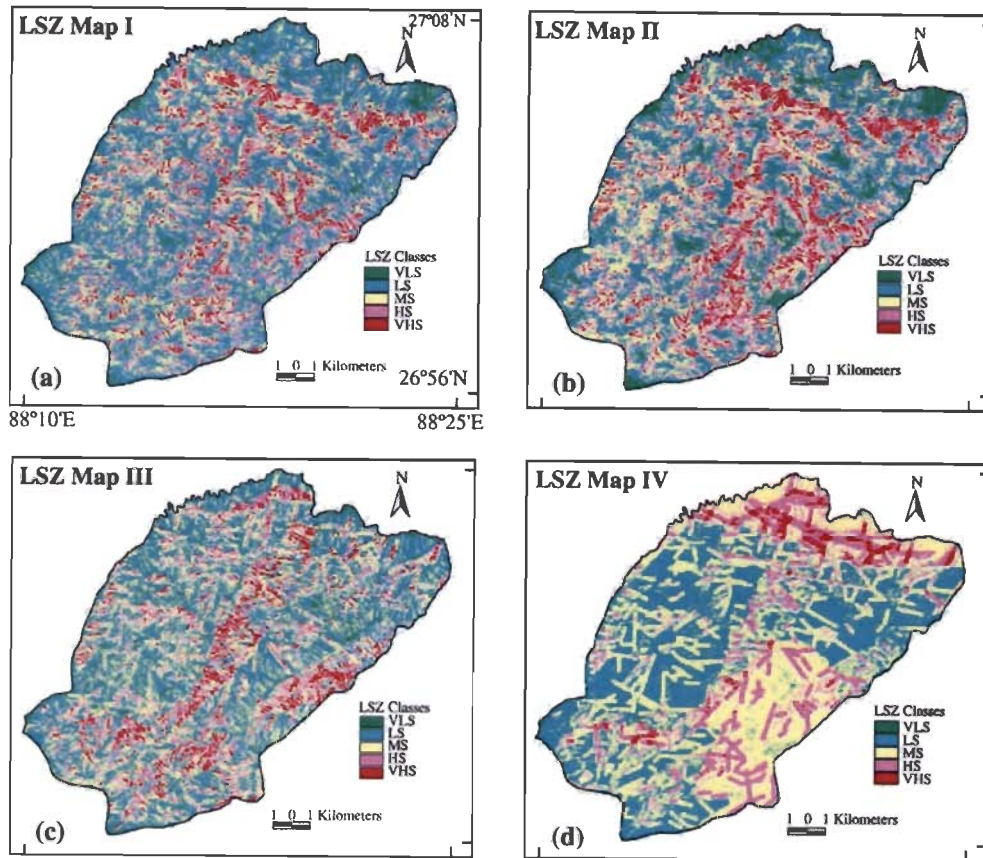 LSZ Map I
27°08'N
N
LSZ Classes
VLS
LS
MS
HS
VHS
1 0 1 Kilometers
(a)
26°56'N
88°10'E
88°25'E
LSZ Map II
N
LSZ Classes
VLS
LS
MS
HS
VHS
1 0 1 Kilometers
(b)
LSZ Map III
N
LSZ Classes
VLS
LS
MS
HS
VHS
1 0 1 Kilometers
(c)
LSZ Map IV
N
LSZ Classes
VLS
LS
MS
HS
VHS
1 0 1 Kilometers
(d)